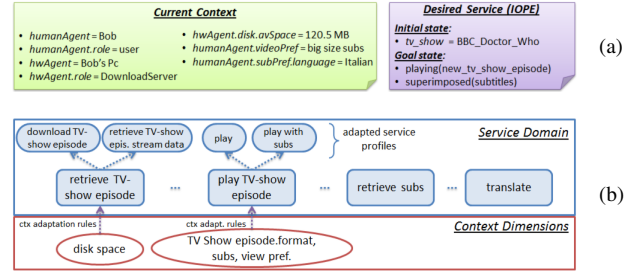 Current Context
• humanAgent = Bob
• humanAgent.role = user
• hwAgent = Bob's Pc
• hwAgent.role = DownloadServer
• hwAgent.disk.avSpace = 120.5 MB
• humanAgent.videoPref = big size subs
• humanAgent.subPref.language = Italian
Desired Service (IOPE)
Initial state:
• tv_show = BBC_Doctor_Who
Goal state:
• playing(new_tv_show_episode)
• superimposed(subtitles)
(a)
Service Domain
download TV-
show episode
retrieve TV-show
epis. stream data
play
play with
subs
adapted service
profiles
retrieve TV-
show episode
...
play TV-show
episode
...
retrieve subs
...
translate
(b)
ctx adaptation rules
ctx adapt. rules
Context Dimensions
disk space
TV Show episode.format,
subs, view pref.